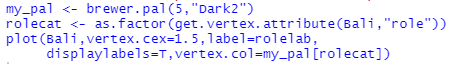 my_pal <- brewer.pal(5,"Dark2")
rolecat <- as.factor(get.vertex.attribute(Bali,"role"))
plot(Bali,vertex.cex=1.5,label=rolelab,
     displaylabels=T,vertex.col=my_pal[rolecat])